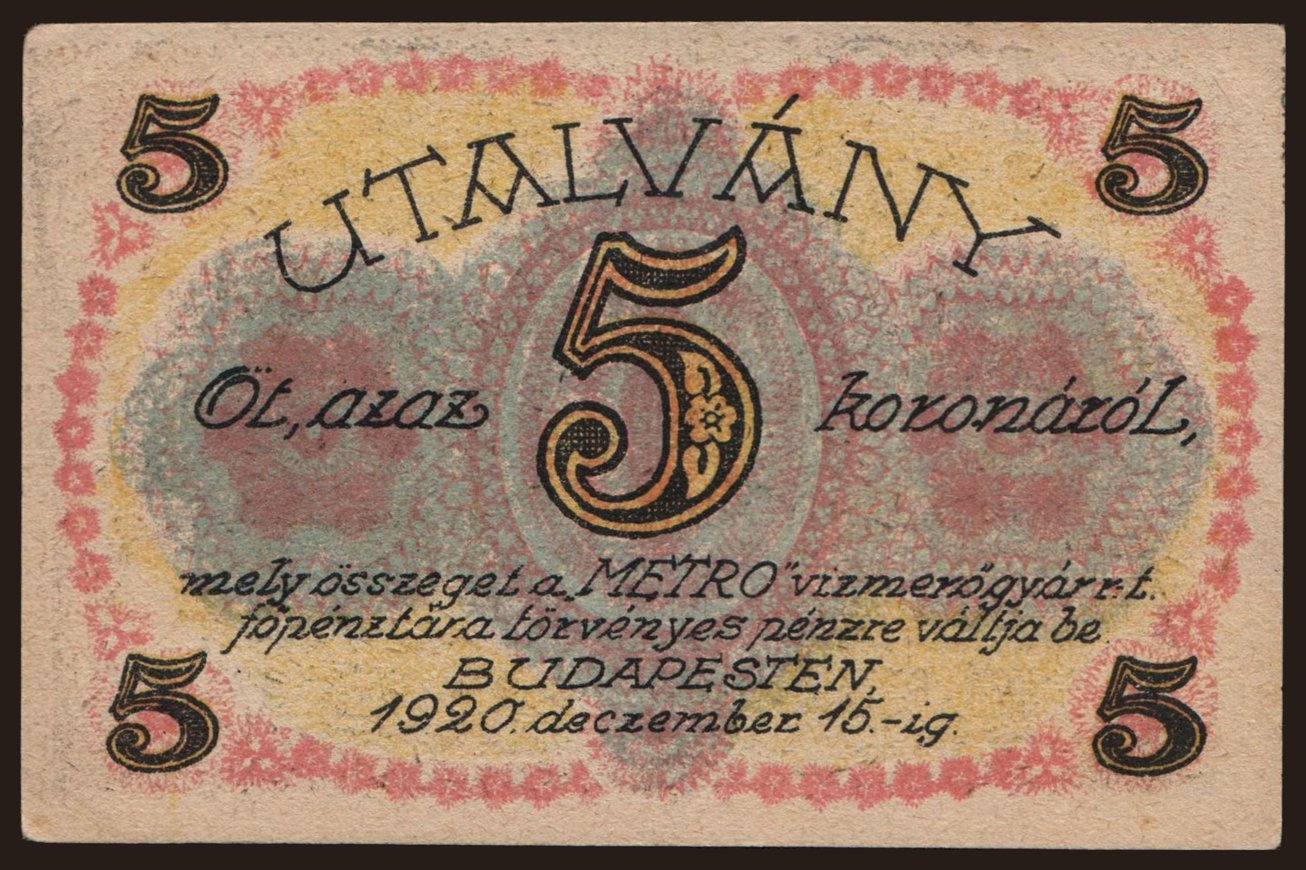 5 5
UTALVÁNY
Öt, azaz 5 koronáról,
mely összeget a „METRO" vizmerőgyár r.-t.
főpénztára törvényes pénzre váltja be
BUDAPESTEN,
1920. deczember 15.-ig.
5 5